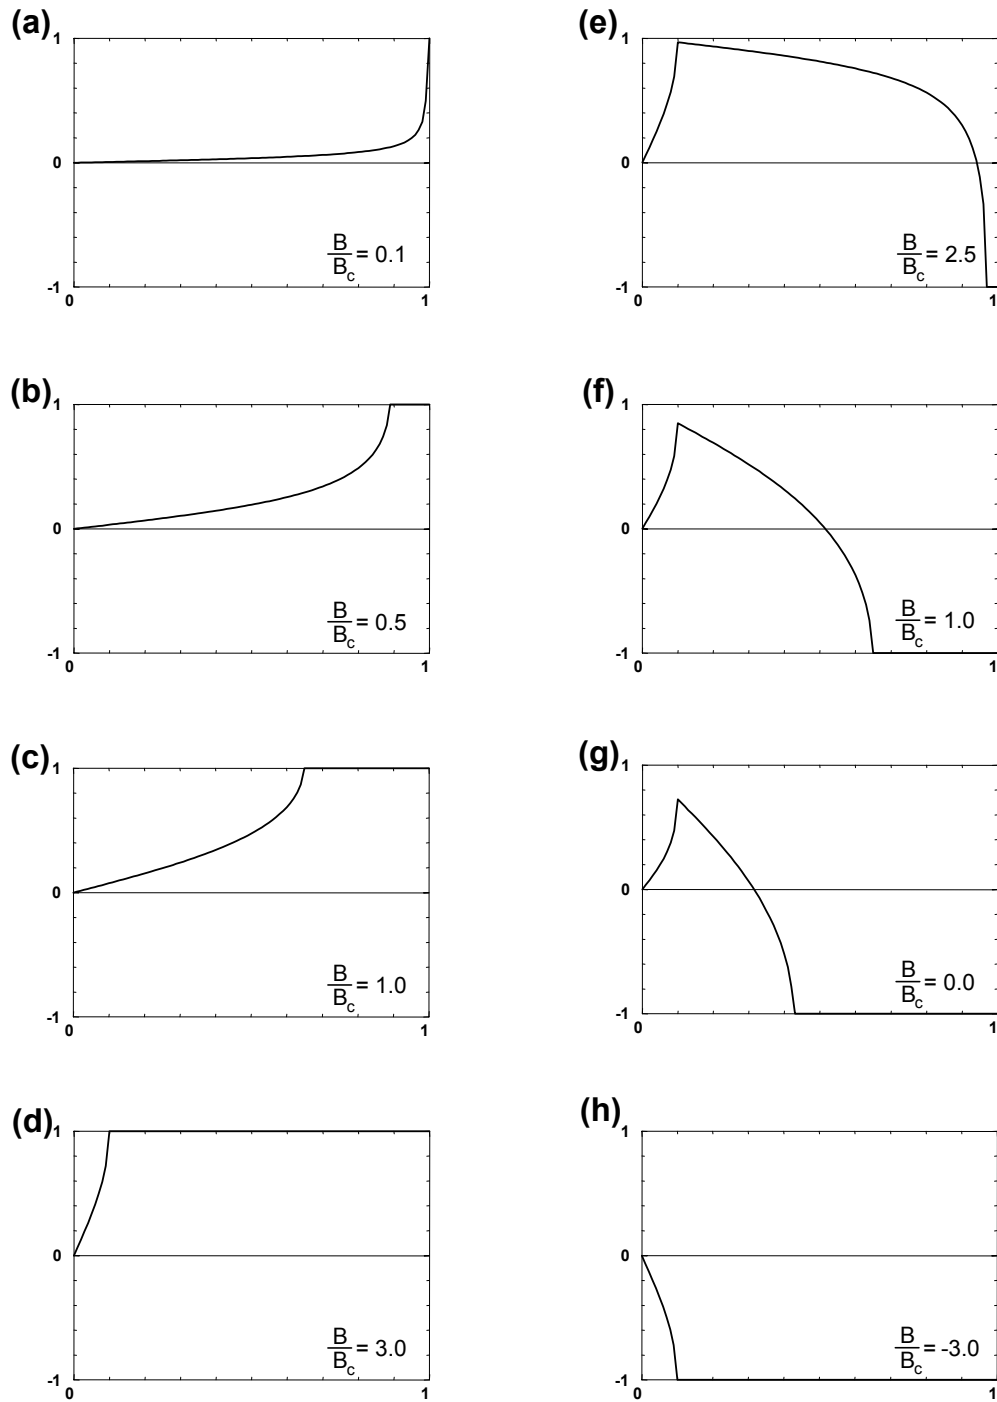 (a)
1
0
-1
0
1
B
B_c = 0.1
(b)
1
0
-1
0
1
B
B_c = 0.5
(c)
1
0
-1
0
1
B
B_c = 1.0
(d)
1
0
-1
0
1
B
B_c = 3.0
(e)
1
0
-1
0
1
B
B_c = 2.5
(f)
1
0
-1
0
1
B
B_c = 1.0
(g)
1
0
-1
0
1
B
B_c = 0.0
(h)
1
0
-1
0
1
B
B_c = -3.0